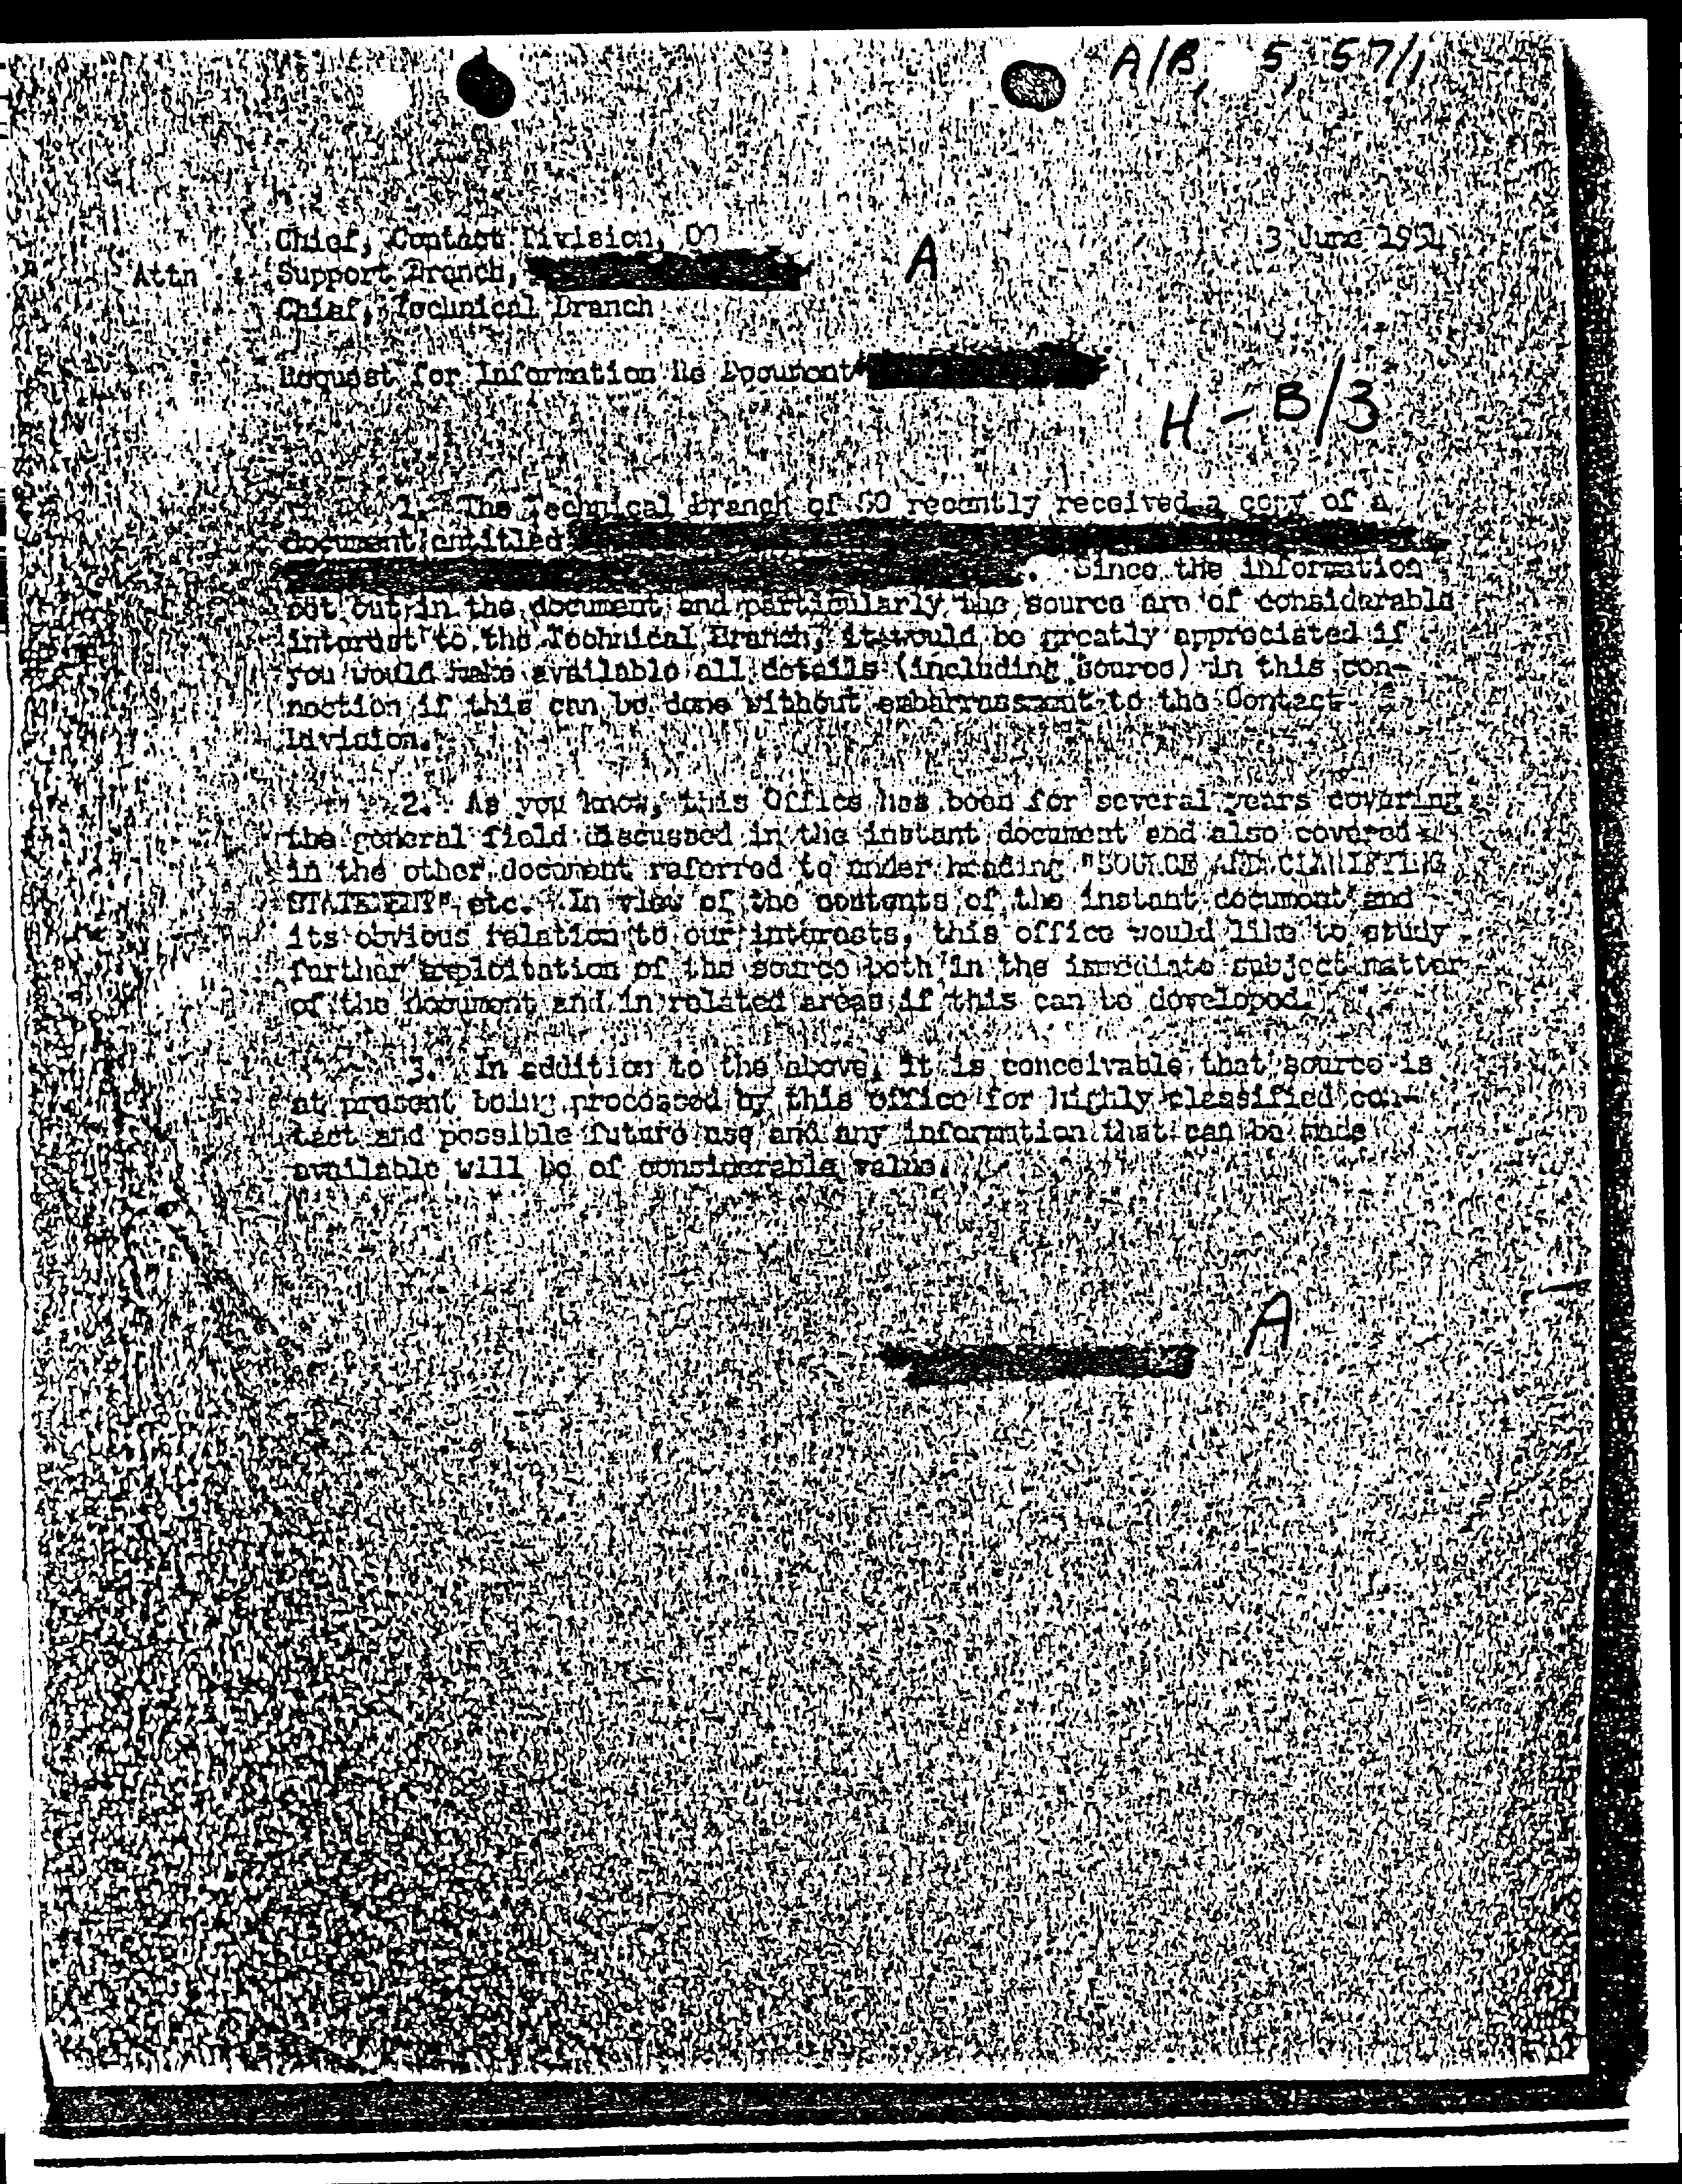 A/B, 5, 57/1
Chief, Contact Division, OO
3 June 1954
Attn : Support Branch,
A
Chief, Technical Branch
Request for Information Re Document
H - B/3
1. The Technical Branch of SO recently received a copy of a
document entitled
. Since the information
set out in the document and particularly the source are of considerable
interest to the Technical Branch, it would be greatly appreciated if
you would make available all details (including source) in this con-
nection if this can be done without embarrassment to the Contact
Division.
2. As you know, this Office has been for several years covering
the general field discussed in the instant document and also covered
in the other document referred to under heading "SOURCE AND CLARIFYING
STATEMENT" etc. In view of the contents of the instant document and
its obvious relation to our interests, this office would like to study
further exploitation of the source both in the immediate subject matter
of the document and in related areas if this can be developed.
3. In addition to the above, it is conceivable that source is
at present being processed by this office for highly classified con-
tact and possible future use and any information that can be made
available will be of considerable value.
A